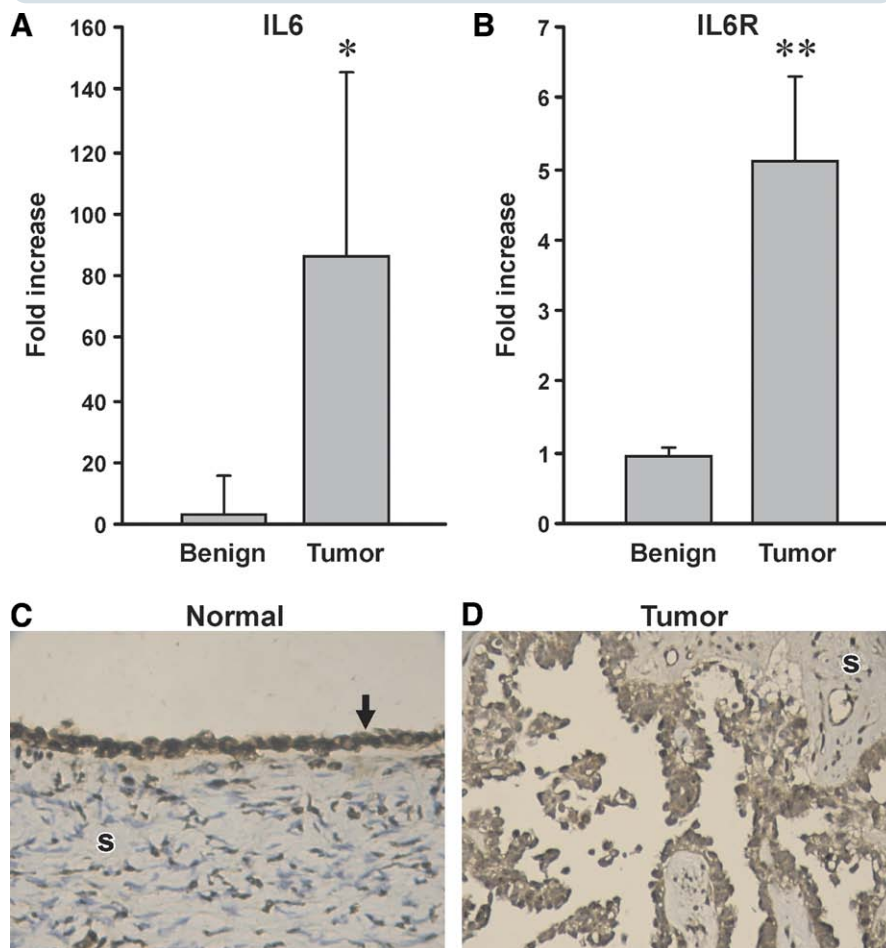 A IL6
160
140
120
100
80
60
40
20
0
Fold increase
*
Benign Tumor
B IL6R
7
6
5
4
3
2
1
0
Fold increase
**
Benign Tumor
C Normal
s
D Tumor
s